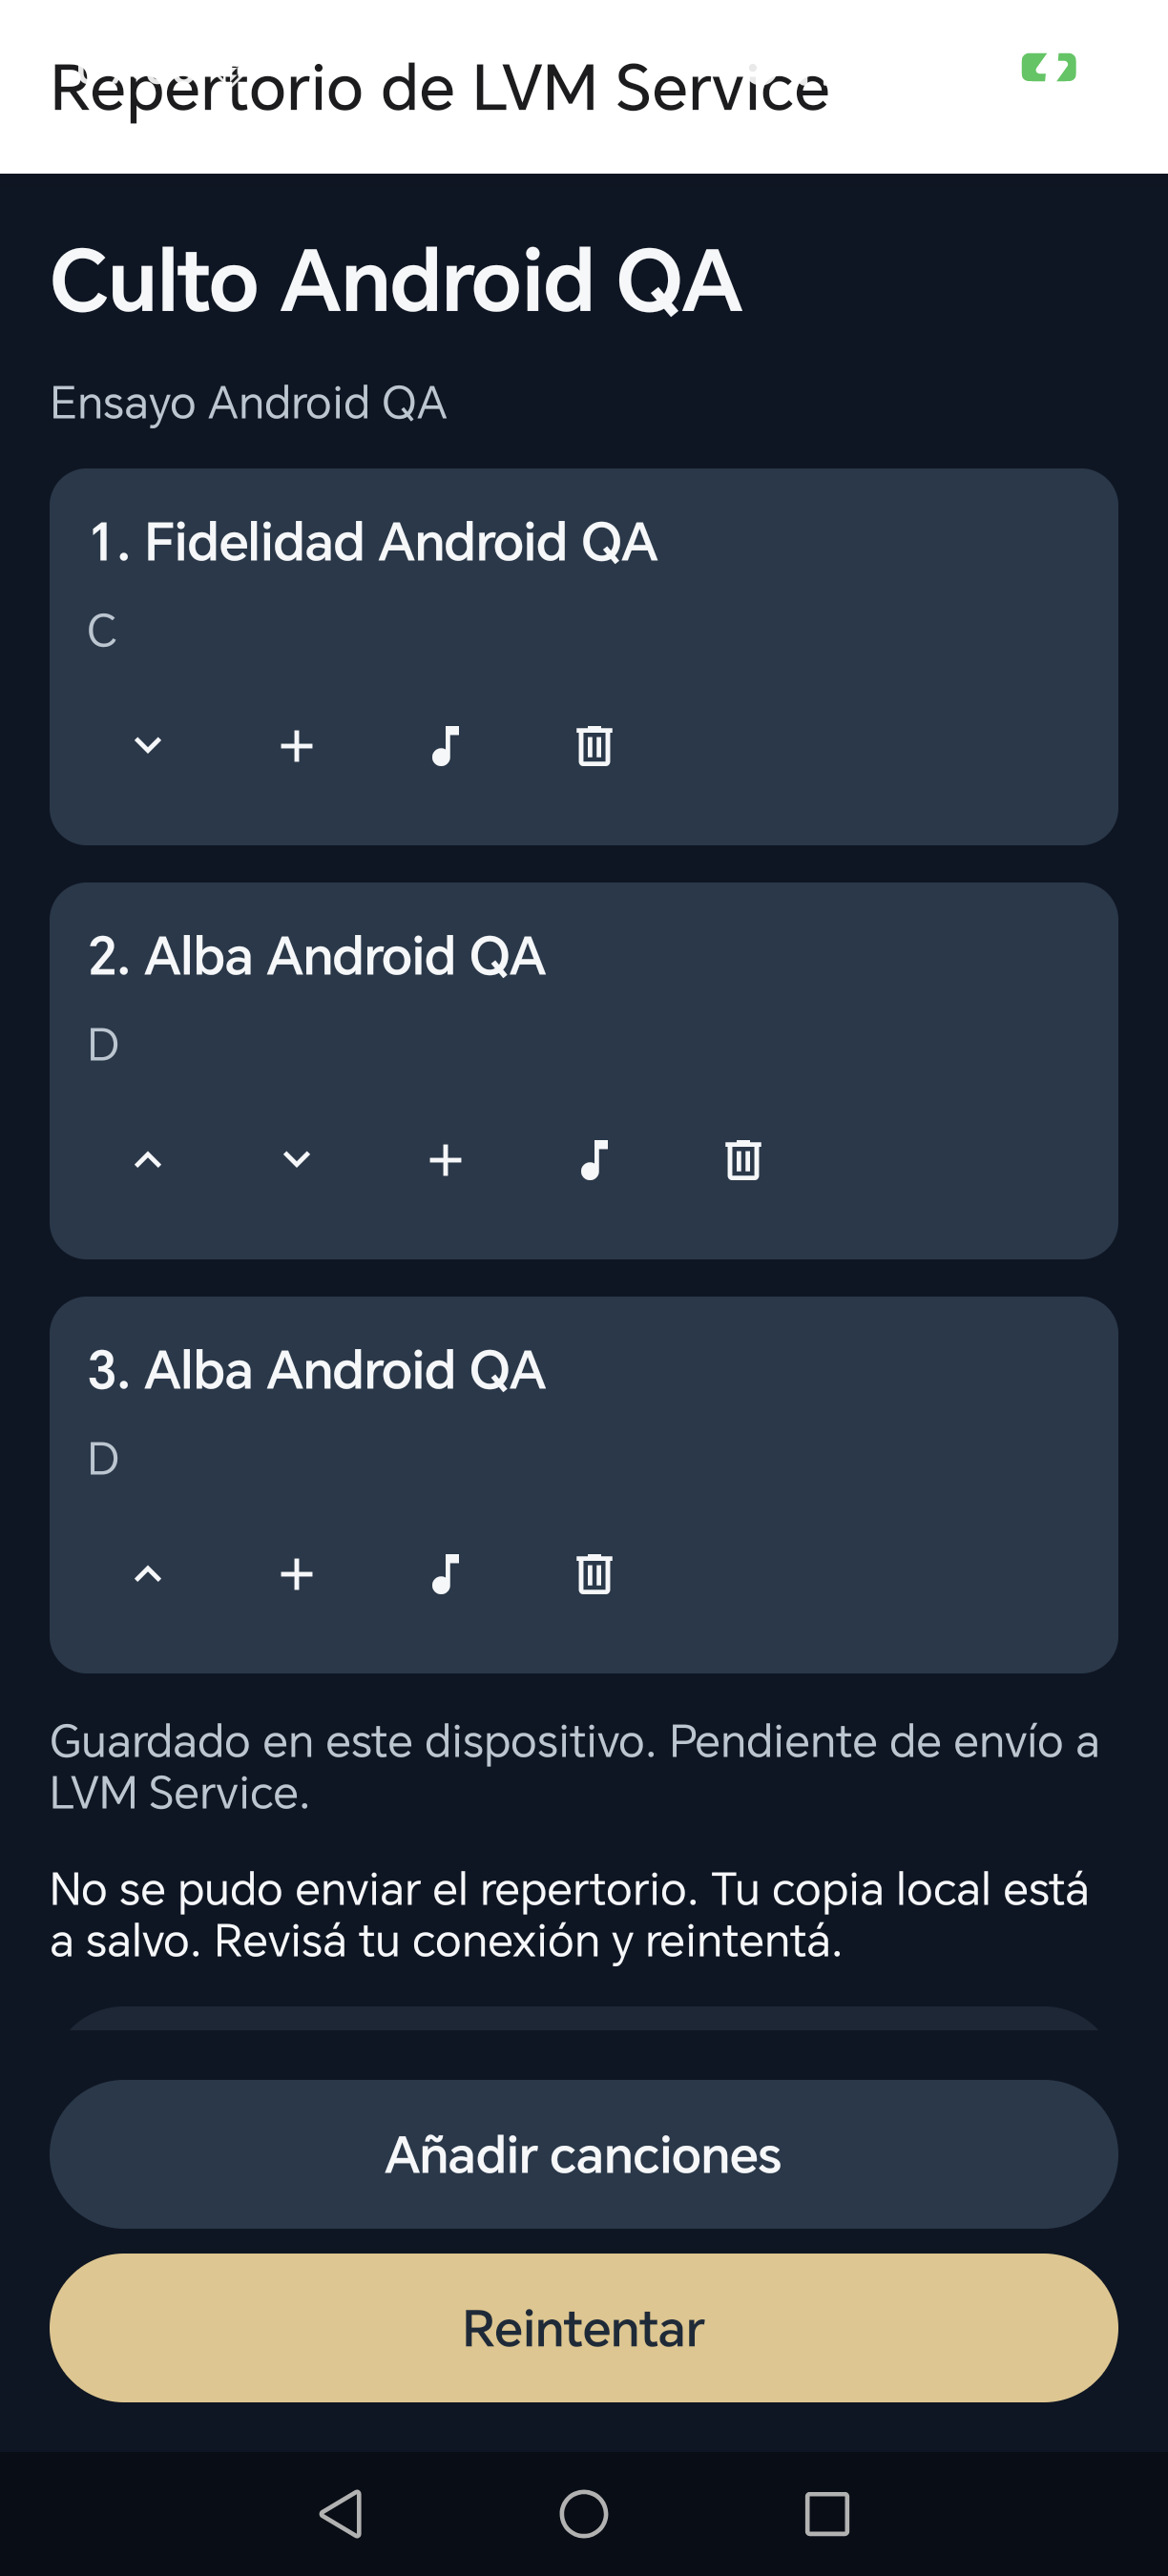 Repertorio de LVM Service
Culto Android QA
Ensayo Android QA
1. Fidelidad Android QA
C
2. Alba Android QA
D
3. Alba Android QA
D
Guardado en este dispositivo. Pendiente de envío a
LVM Service.
No se pudo enviar el repertorio. Tu copia local está
a salvo. Revisá tu conexión y reintentá.
Añadir canciones
Reintentar